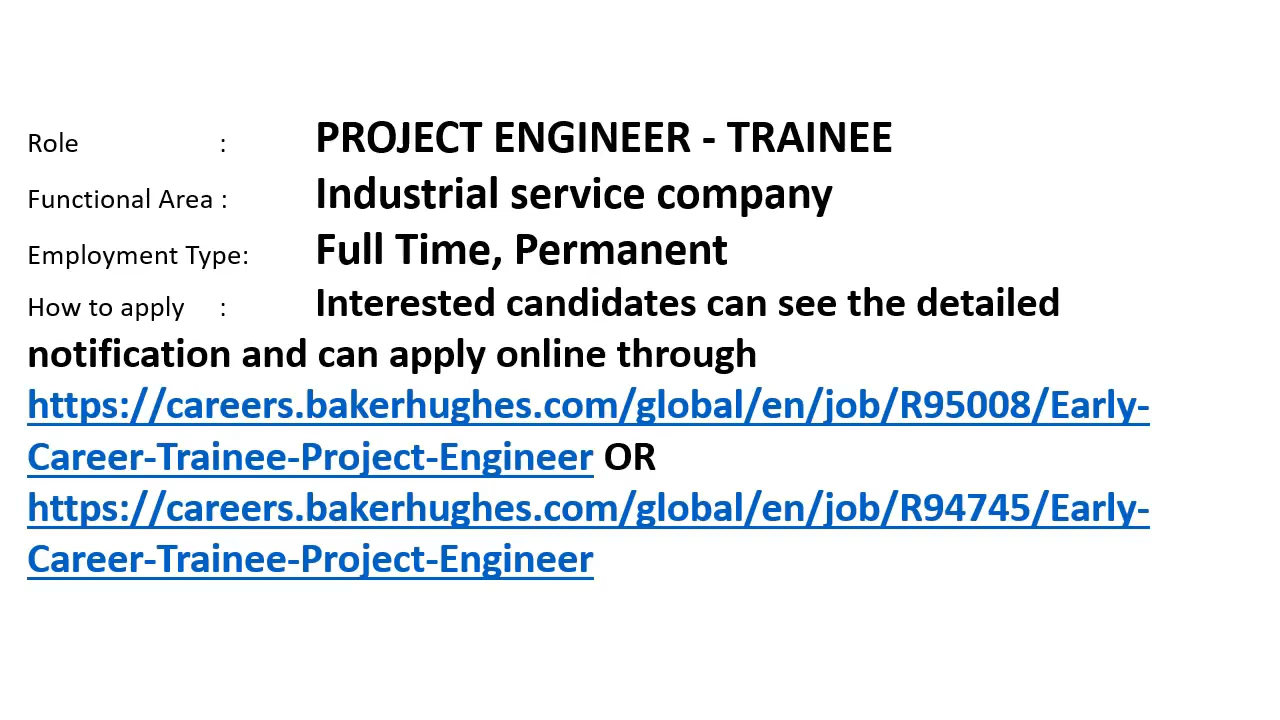 Role : PROJECT ENGINEER - TRAINEE
Functional Area : Industrial service company
Employment Type: Full Time, Permanent
How to apply : Interested candidates can see the detailed
notification and can apply online through
https://careers.bakerhughes.com/global/en/job/R95008/Early-
Career-Trainee-Project-Engineer OR
https://careers.bakerhughes.com/global/en/job/R94745/Early-
Career-Trainee-Project-Engineer